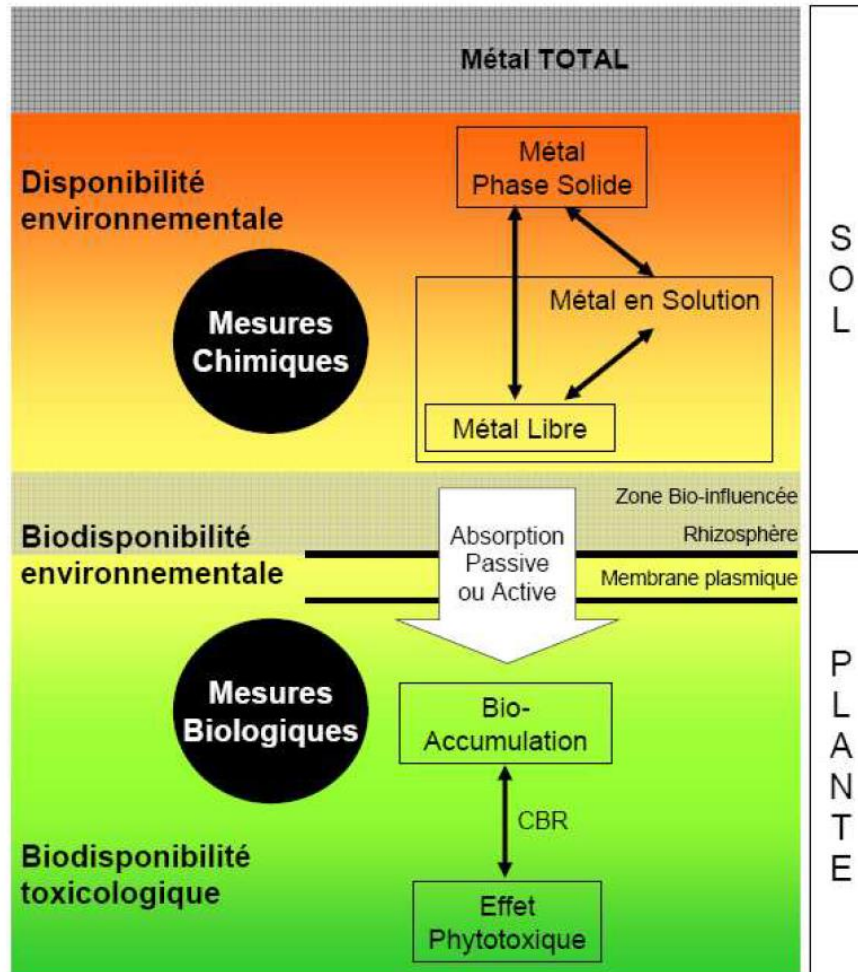 Métal TOTAL
Disponibilité
environnementale
Métal
Phase Solide
Mesures
Chimiques
Métal en Solution
Métal Libre
Zone Bio-influencée
Rhizosphère
Biodisponibilité
environnementale
Absorption
Passive
ou Active
Membrane plasmique
Mesures
Biologiques
Bio-
Accumulation
CBR
Biodisponibilité
toxicologique
Effet
Phytotoxique
S
O
L
P
L
A
N
T
E